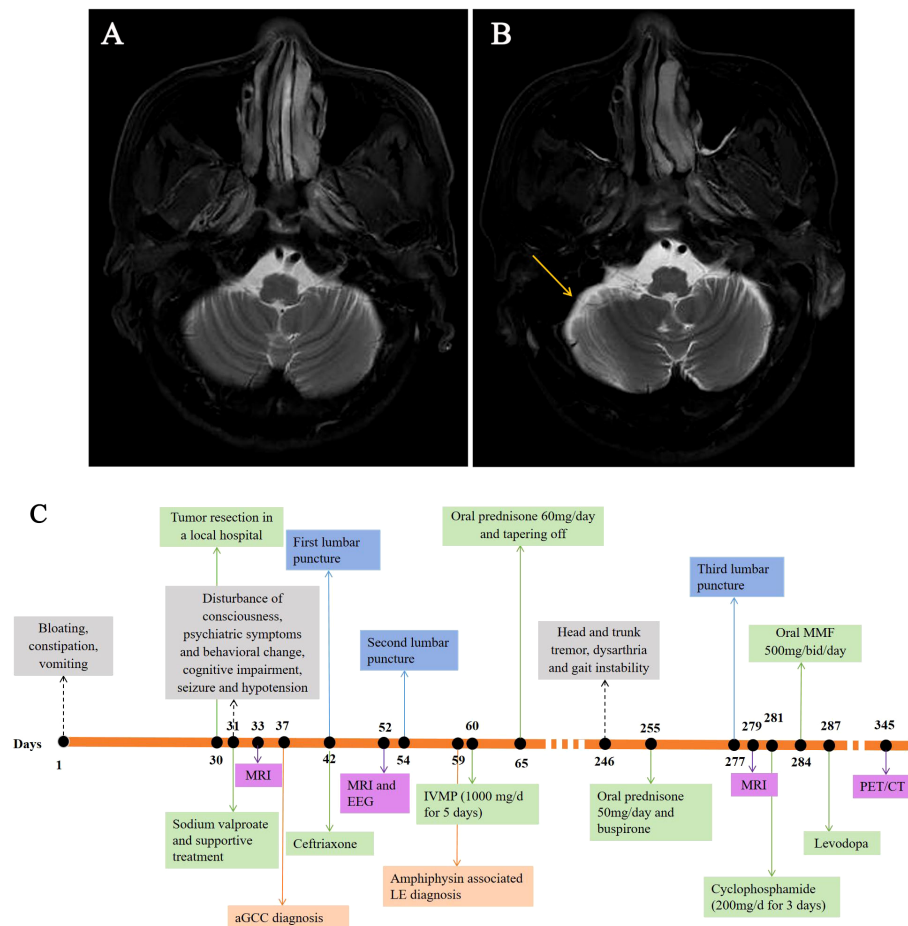 A
B
C
Tumor resection in
a local hospital
First lumbar
puncture
Oral prednisone 60mg/day
and tapering off
Third lumbar
puncture
Bloating,
constipation,
vomiting
Disturbance of
consciousness,
psychiatric symptoms
and behavioral change,
cognitive impairment,
seizure and hypotension
Second lumbar
puncture
Head and trunk
tremor, dysarthria
and gait instability
Oral MMF
500mg/bid/day
Days
1
30
31
33
37
42
52
54
59
60
65
246
255
277
279
281
284
287
345
MRI
MRI and
EEG
IVMP (1000 mg/d
for 5 days)
Oral prednisone
50mg/day and
buspirone
MRI
PET/CT
Sodium valproate
and supportive
treatment
Ceftriaxone
Levodopa
Amphiphysin associated
LE diagnosis
Cyclophosphamide
(200mg/d for 3 days)
aGCC diagnosis